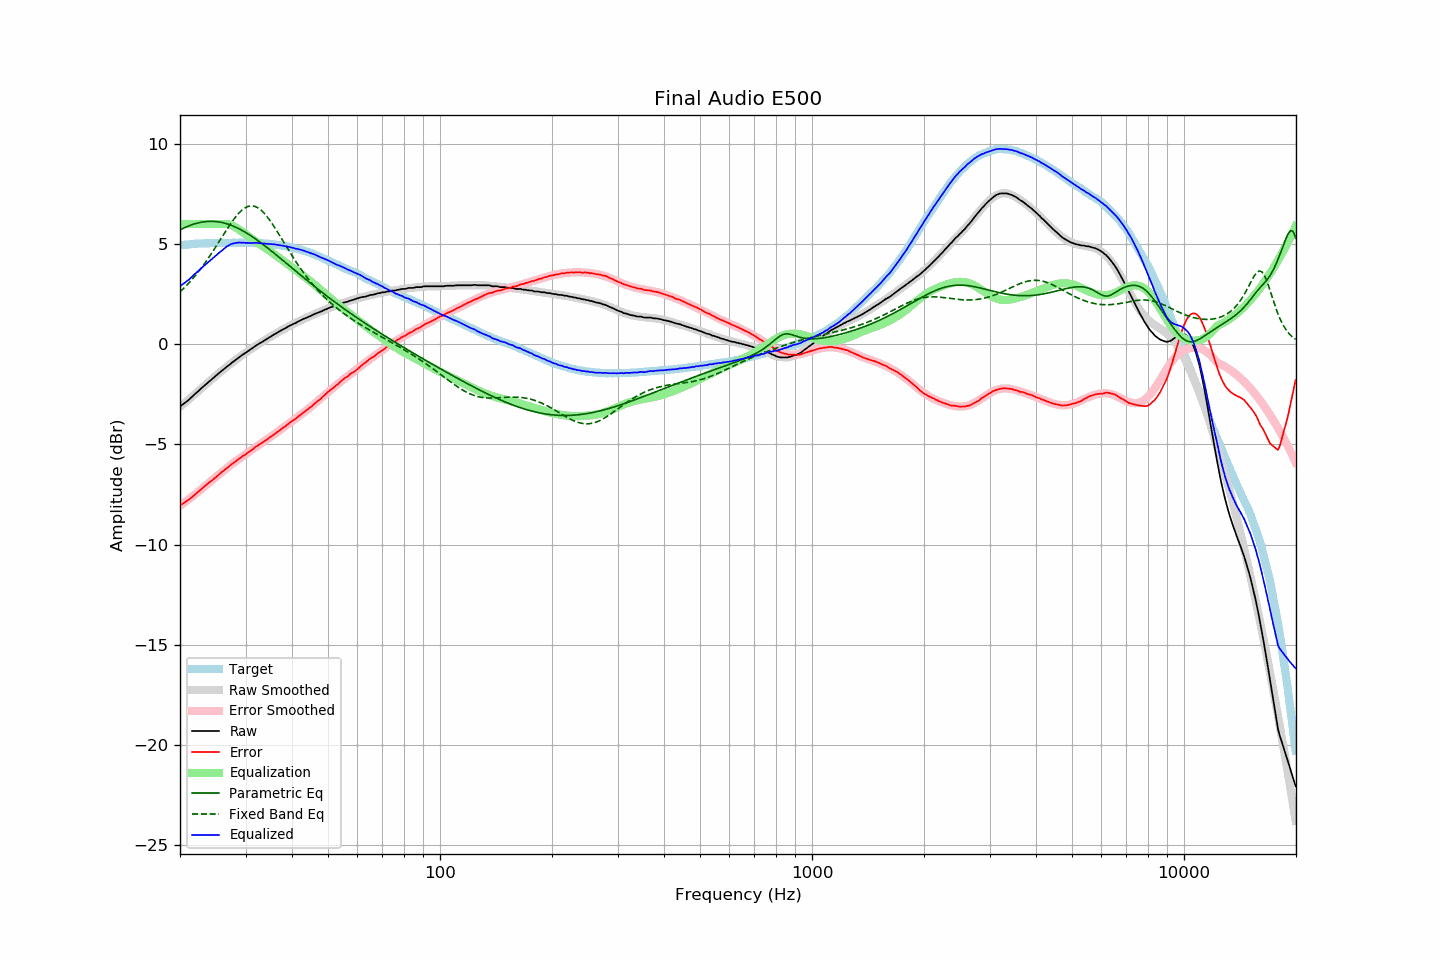 Final Audio E500
10
5
0
−5
−10
−15
−20
−25
Amplitude (dBr)
Target
Raw Smoothed
Error Smoothed
Raw
Error
Equalization
Parametric Eq
Fixed Band Eq
Equalized
100
1000
10000
Frequency (Hz)